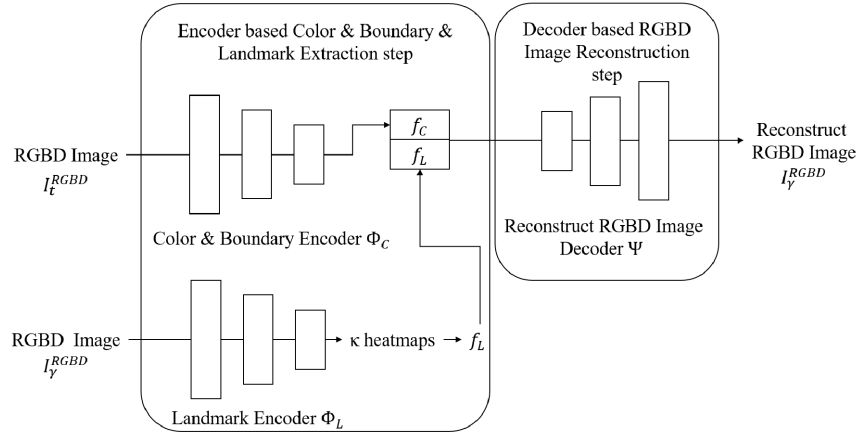 Encoder based Color & Boundary &
Landmark Extraction step
Decoder based RGBD
Image Reconstruction
step
RGBD Image
I_t^{RGBD}
f_C
f_L
Reconstruct
RGBD Image
I_γ^{RGBD}
Color & Boundary Encoder Φ_C
Reconstruct RGBD Image
Decoder Ψ
RGBD Image
I_γ^{RGBD}
κ heatmaps
f_L
Landmark Encoder Φ_L